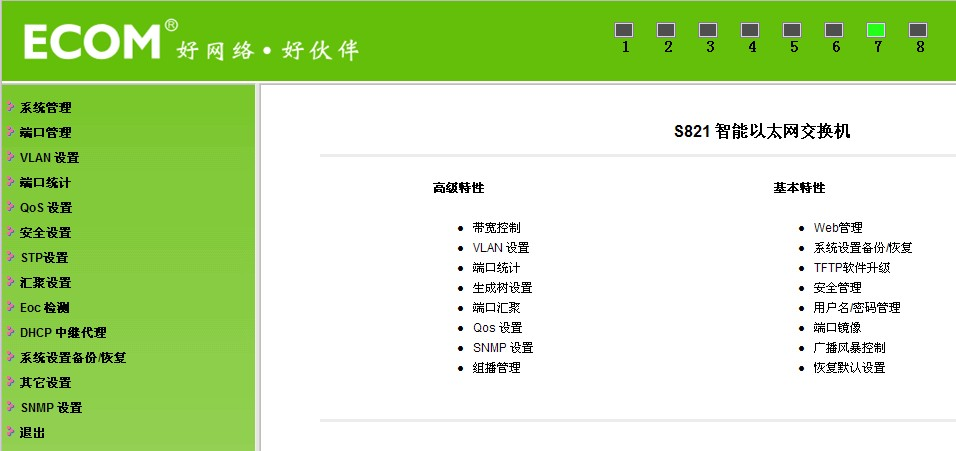 ECOM® 好网络·好伙伴
1 2 3 4 5 6 7 8
系统管理
端口管理
VLAN 设置
端口统计
QoS 设置
安全设置
STP设置
汇聚设置
Eoc 检测
DHCP 中继代理
系统设置备份/恢复
其它设置
SNMP 设置
退出
S821 智能以太网交换机
高级特性
● 带宽控制
● VLAN 设置
● 端口统计
● 生成树设置
● 端口汇聚
● Qos 设置
● SNMP 设置
● 组播管理
基本特性
● Web管理
● 系统设置备份/恢复
● TFTP软件升级
● 安全管理
● 用户名/密码管理
● 端口镜像
● 广播风暴控制
● 恢复默认设置